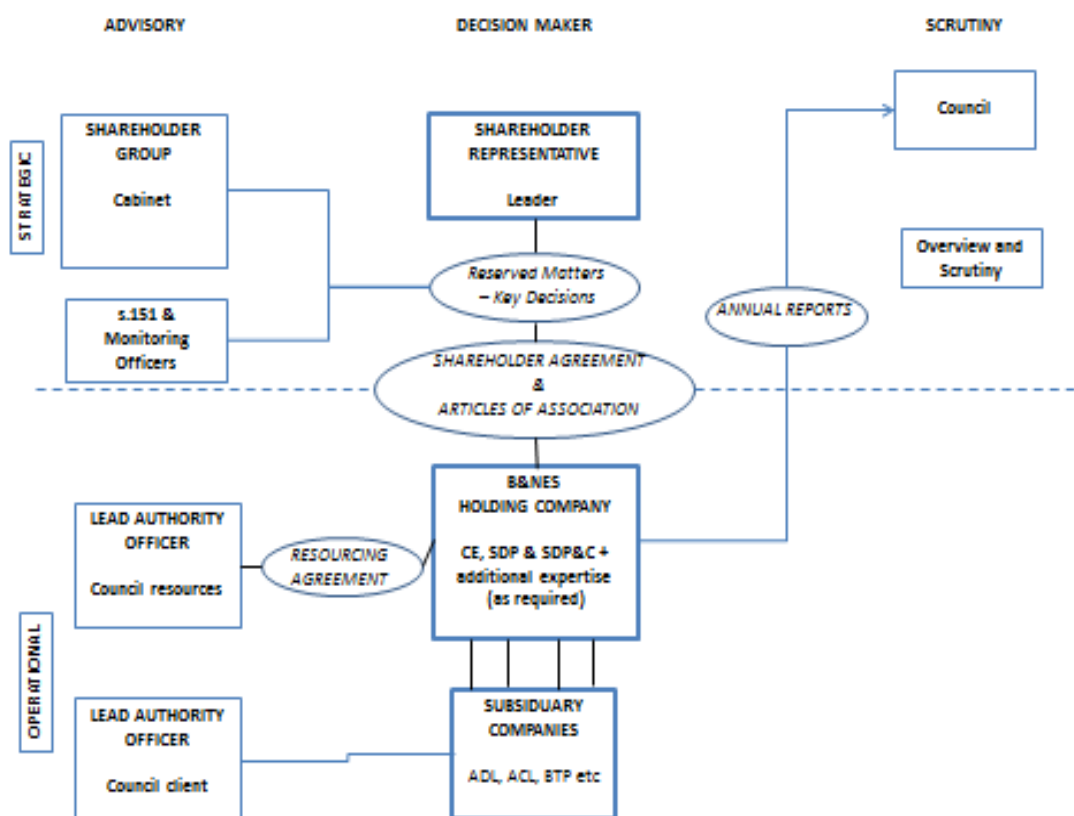 ADVISORY
DECISION MAKER
SCRUTINY
STRATEGIC
SHAREHOLDER
GROUP
Cabinet
SHAREHOLDER
REPRESENTATIVE
Leader
Council
Reserved Matters
– Key Decisions
Overview and
Scrutiny
s.151 &
Monitoring
Officers
ANNUAL REPORTS
SHAREHOLDER AGREEMENT
&
ARTICLES OF ASSOCIATION
OPERATIONAL
LEAD AUTHORITY
OFFICER
Council resources
RESOURCING
AGREEMENT
B&NES
HOLDING COMPANY
CE, SDP & SDP&C +
additional expertise
(as required)
LEAD AUTHORITY
OFFICER
Council client
SUBSIDUARY
COMPANIES
ADL, ACL, BTP etc